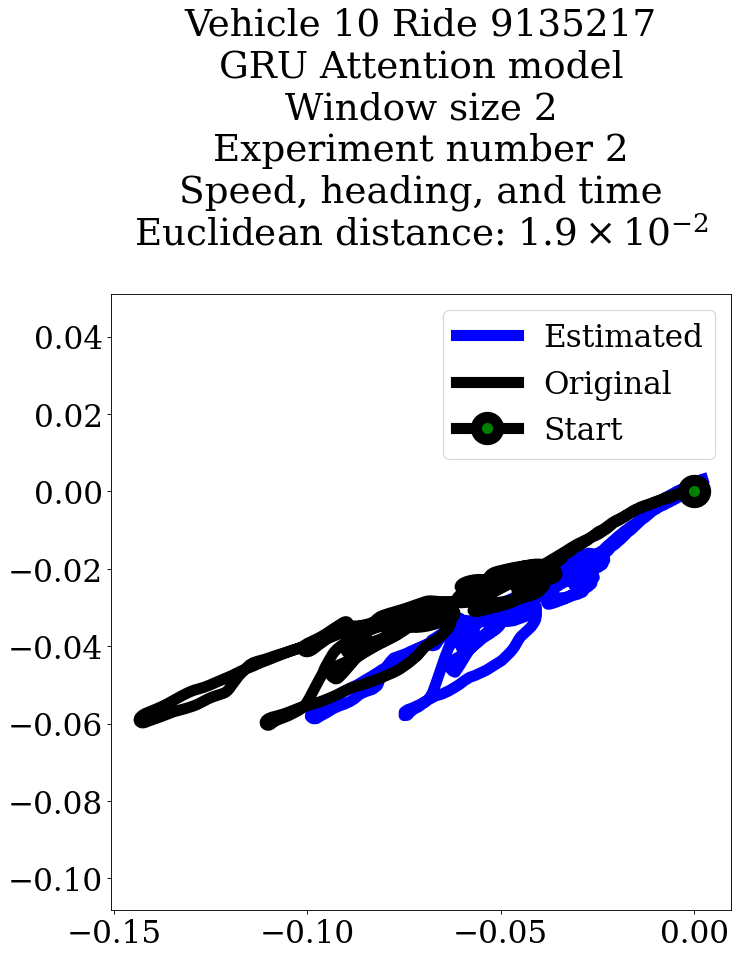 Vehicle 10 Ride 9135217
GRU Attention model
Window size 2
Experiment number 2
Speed, heading, and time
Euclidean distance: 1.9 × 10⁻²
Estimated
Original
Start
0.04
0.02
0.00
−0.02
−0.04
−0.06
−0.08
−0.10
−0.15
−0.10
−0.05
0.00